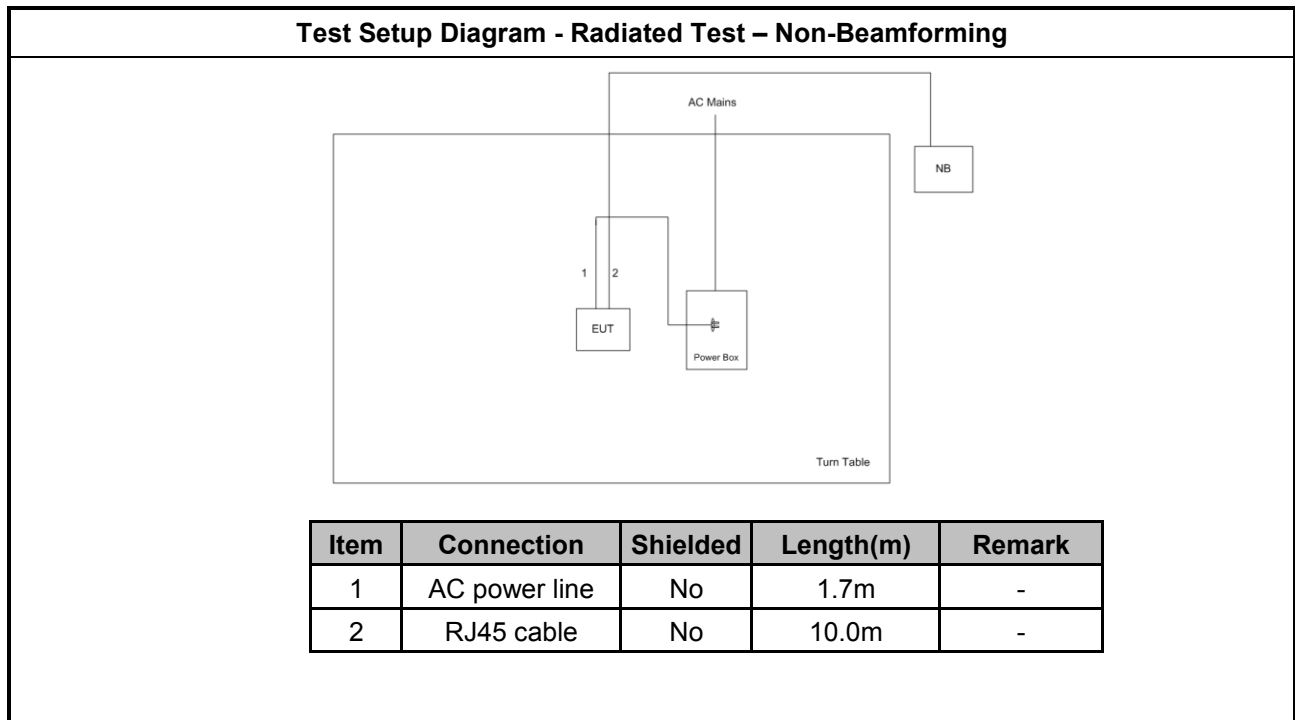 Test Setup Diagram - Radiated Test – Non-Beamforming
AC Mains
NB
1 2
EUT
Power Box
Turn Table
Item Connection Shielded Length(m) Remark
1 AC power line No 1.7m -
2 RJ45 cable No 10.0m -